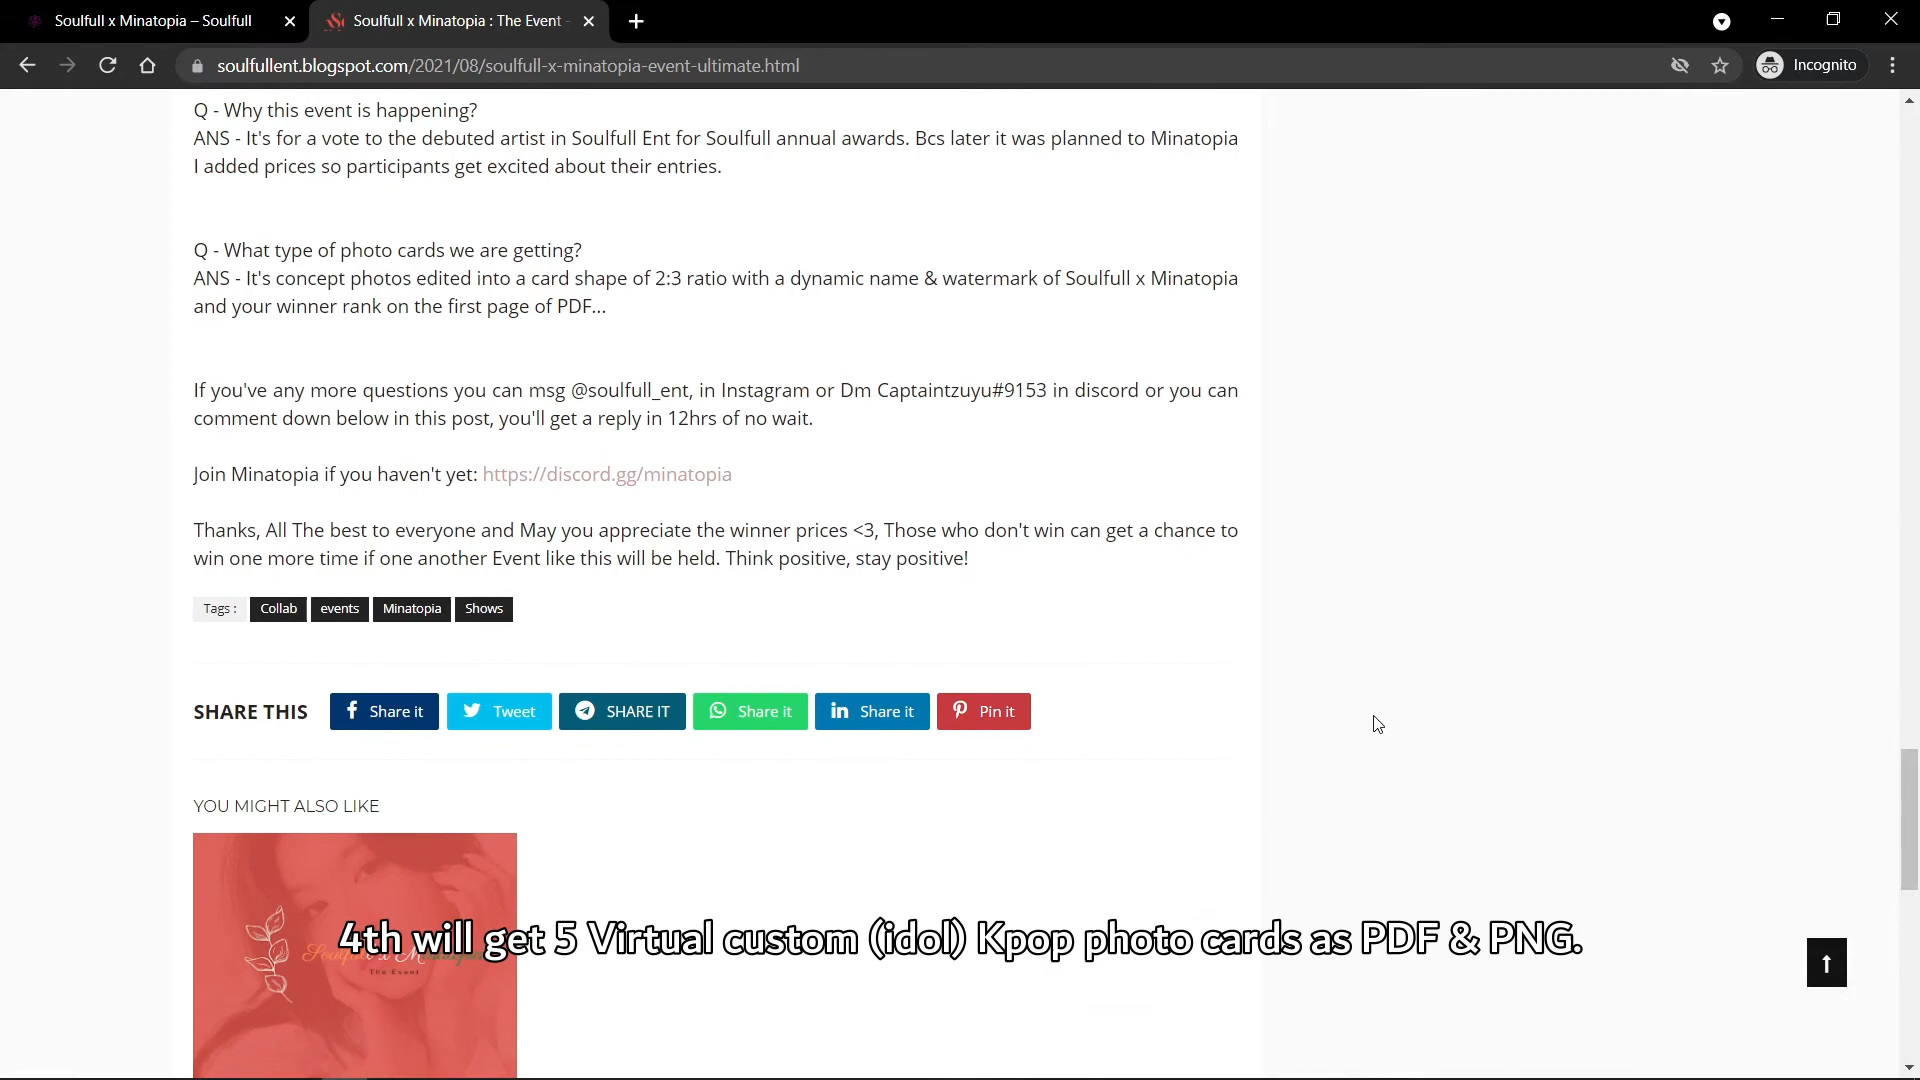 Soulfull x Minatopia – Soulfull
Soulfull x Minatopia : The Event -
soulfullent.blogspot.com/2021/08/soulfull-x-minatopia-event-ultimate.html
Incognito
Q - Why this event is happening?
ANS - It's for a vote to the debuted artist in Soulfull Ent for Soulfull annual awards. Bcs later it was planned to Minatopia
I added prices so participants get excited about their entries.
Q - What type of photo cards we are getting?
ANS - It's concept photos edited into a card shape of 2:3 ratio with a dynamic name & watermark of Soulfull x Minatopia
and your winner rank on the first page of PDF...
If you've any more questions you can msg @soulfull_ent, in Instagram or Dm Captaintzuyu#9153 in discord or you can
comment down below in this post, you'll get a reply in 12hrs of no wait.
Join Minatopia if you haven't yet: https://discord.gg/minatopia
Thanks, All The best to everyone and May you appreciate the winner prices <3, Those who don't win can get a chance to
win one more time if one another Event like this will be held. Think positive, stay positive!
Tags : Collab events Minatopia Shows
SHARE THIS Share it Tweet SHARE IT Share it Share it Pin it
YOU MIGHT ALSO LIKE
4th will get 5 Virtual custom (idol) Kpop photo cards as PDF & PNG.
The Event